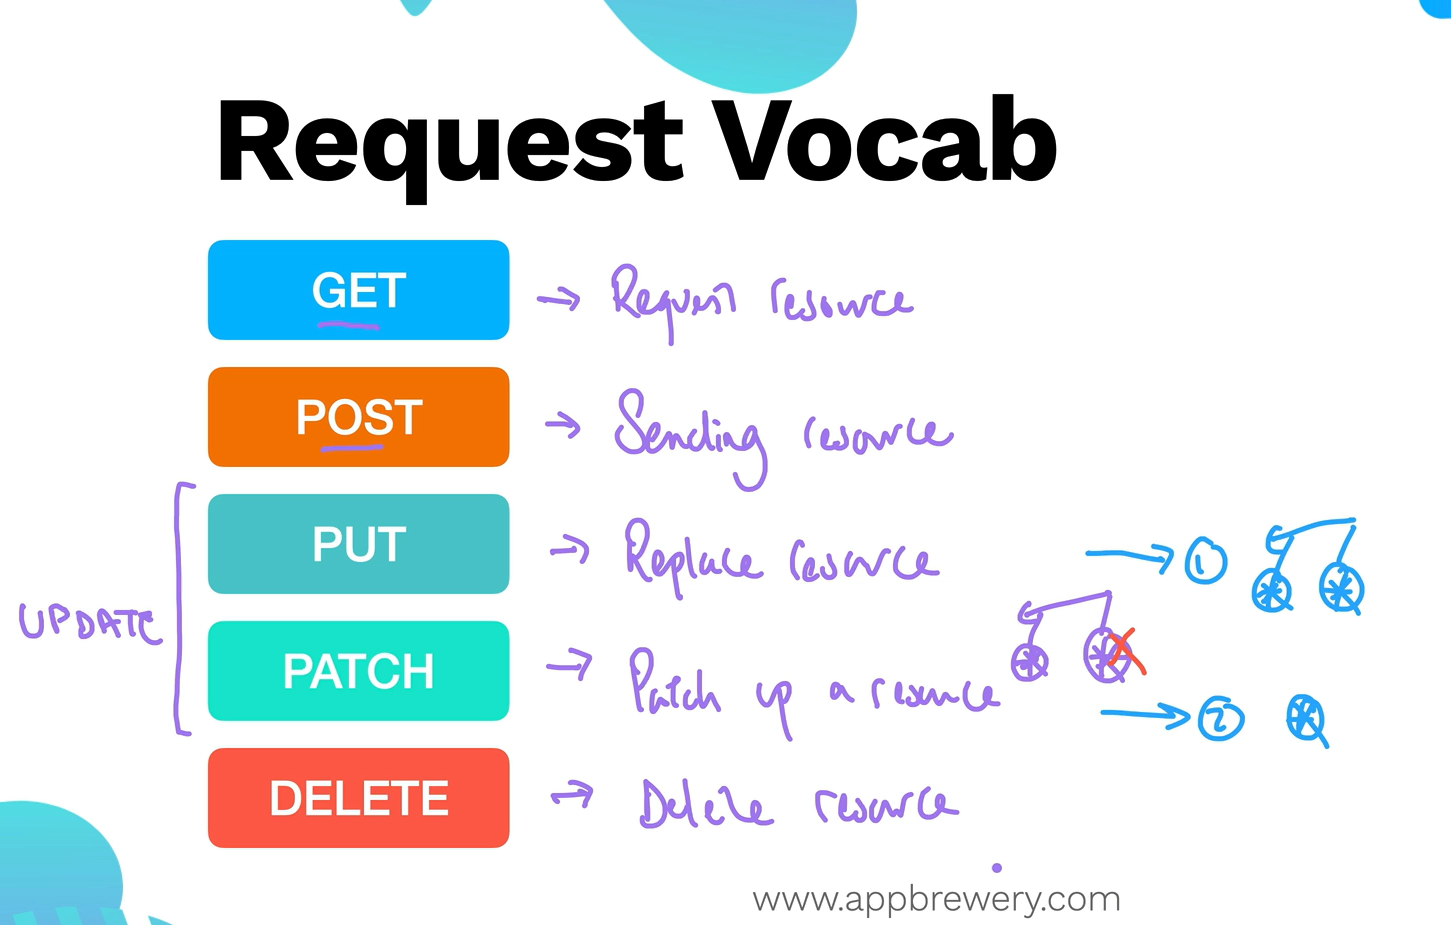 Request Vocab
GET → Request resource
POST → Sending resource
PUT → Replace resource
① 
UPDATE
PATCH → Patch up a resource
②
DELETE → Delete resource
www.appbrewery.com